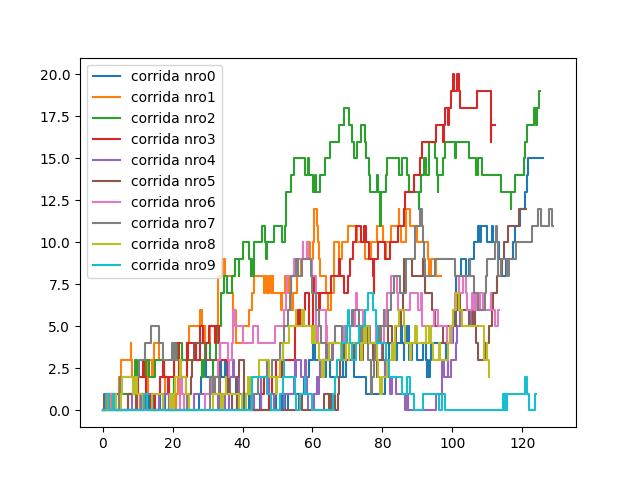 20.0
17.5
15.0
12.5
10.0
7.5
5.0
2.5
0.0
corrida nro0
corrida nro1
corrida nro2
corrida nro3
corrida nro4
corrida nro5
corrida nro6
corrida nro7
corrida nro8
corrida nro9
0 20 40 60 80 100 120